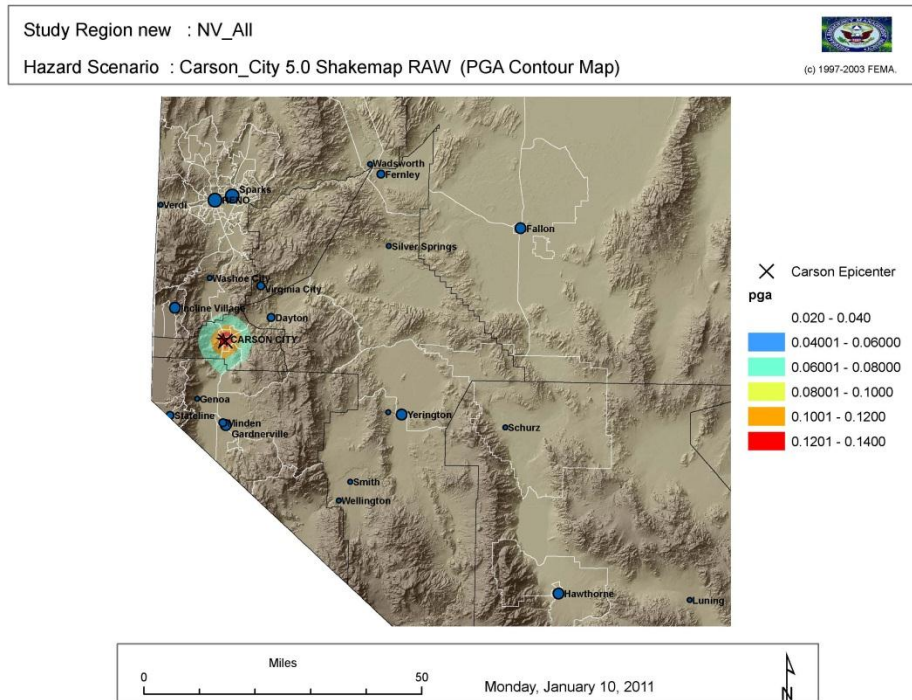 Study Region new : NV_All
Hazard Scenario : Carson_City 5.0 Shakemap RAW (PGA Contour Map)
(c) 1997-2003 FEMA.
Wadsworth
Fernley
Sparks
RENO
Verdi
Fallon
Silver Springs
Washoe City
Virginia City
Incline Village
Dayton
CARSON CITY
Genoa
Stateline
Minden
Gardnerville
Yerington
Schurz
Smith
Wellington
Hawthorne
Luning
Carson Epicenter
pga
0.020 - 0.040
0.04001 - 0.06000
0.06001 - 0.08000
0.08001 - 0.1000
0.1001 - 0.1200
0.1201 - 0.1400
Miles
0 50
Monday, January 10, 2011
N